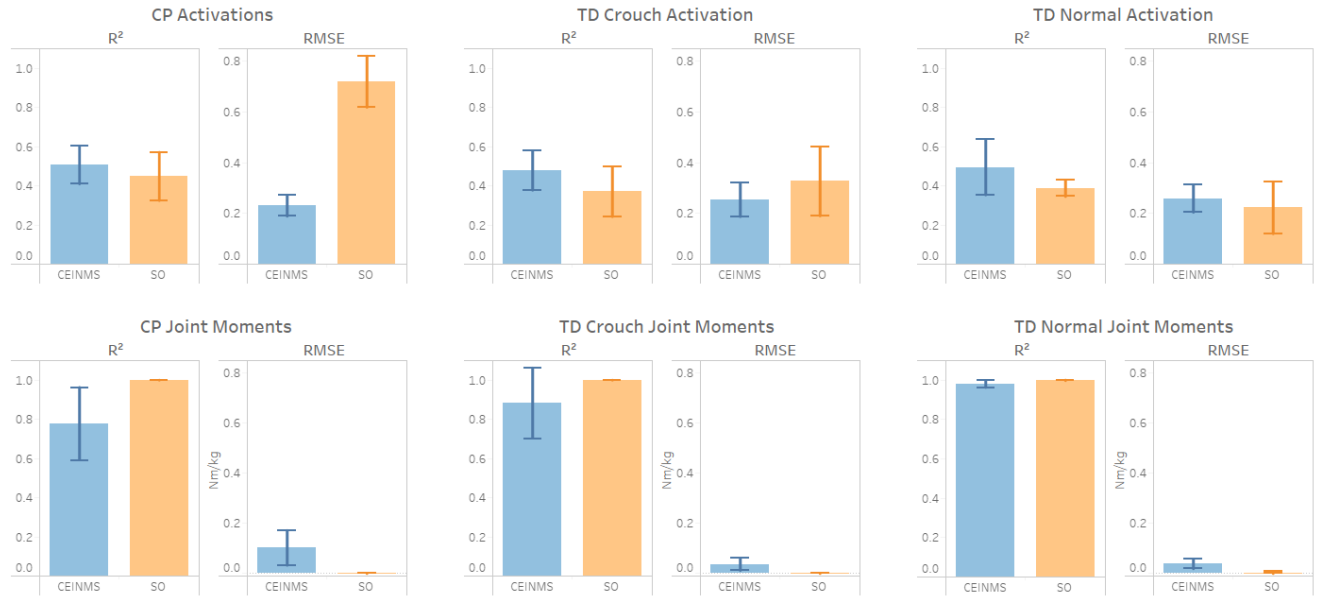 CP Activations
R²
RMSE
1.0
0.8
0.6
0.4
0.2
0.0
0.8
0.6
0.4
0.2
0.0
CEINMS
SO
CEINMS
SO
TD Crouch Activation
R²
RMSE
1.0
0.8
0.6
0.4
0.2
0.0
0.8
0.6
0.4
0.2
0.0
CEINMS
SO
CEINMS
SO
TD Normal Activation
R²
RMSE
1.0
0.8
0.6
0.4
0.2
0.0
0.8
0.6
0.4
0.2
0.0
CEINMS
SO
CEINMS
SO
CP Joint Moments
R²
RMSE
1.0
0.8
0.6
0.4
0.2
0.0
Nm/kg
0.8
0.6
0.4
0.2
0.0
CEINMS
SO
CEINMS
SO
TD Crouch Joint Moments
R²
RMSE
1.0
0.8
0.6
0.4
0.2
0.0
Nm/kg
0.8
0.6
0.4
0.2
0.0
CEINMS
SO
CEINMS
SO
TD Normal Joint Moments
R²
RMSE
1.0
0.8
0.6
0.4
0.2
0.0
Nm/kg
0.8
0.6
0.4
0.2
0.0
CEINMS
SO
CEINMS
SO